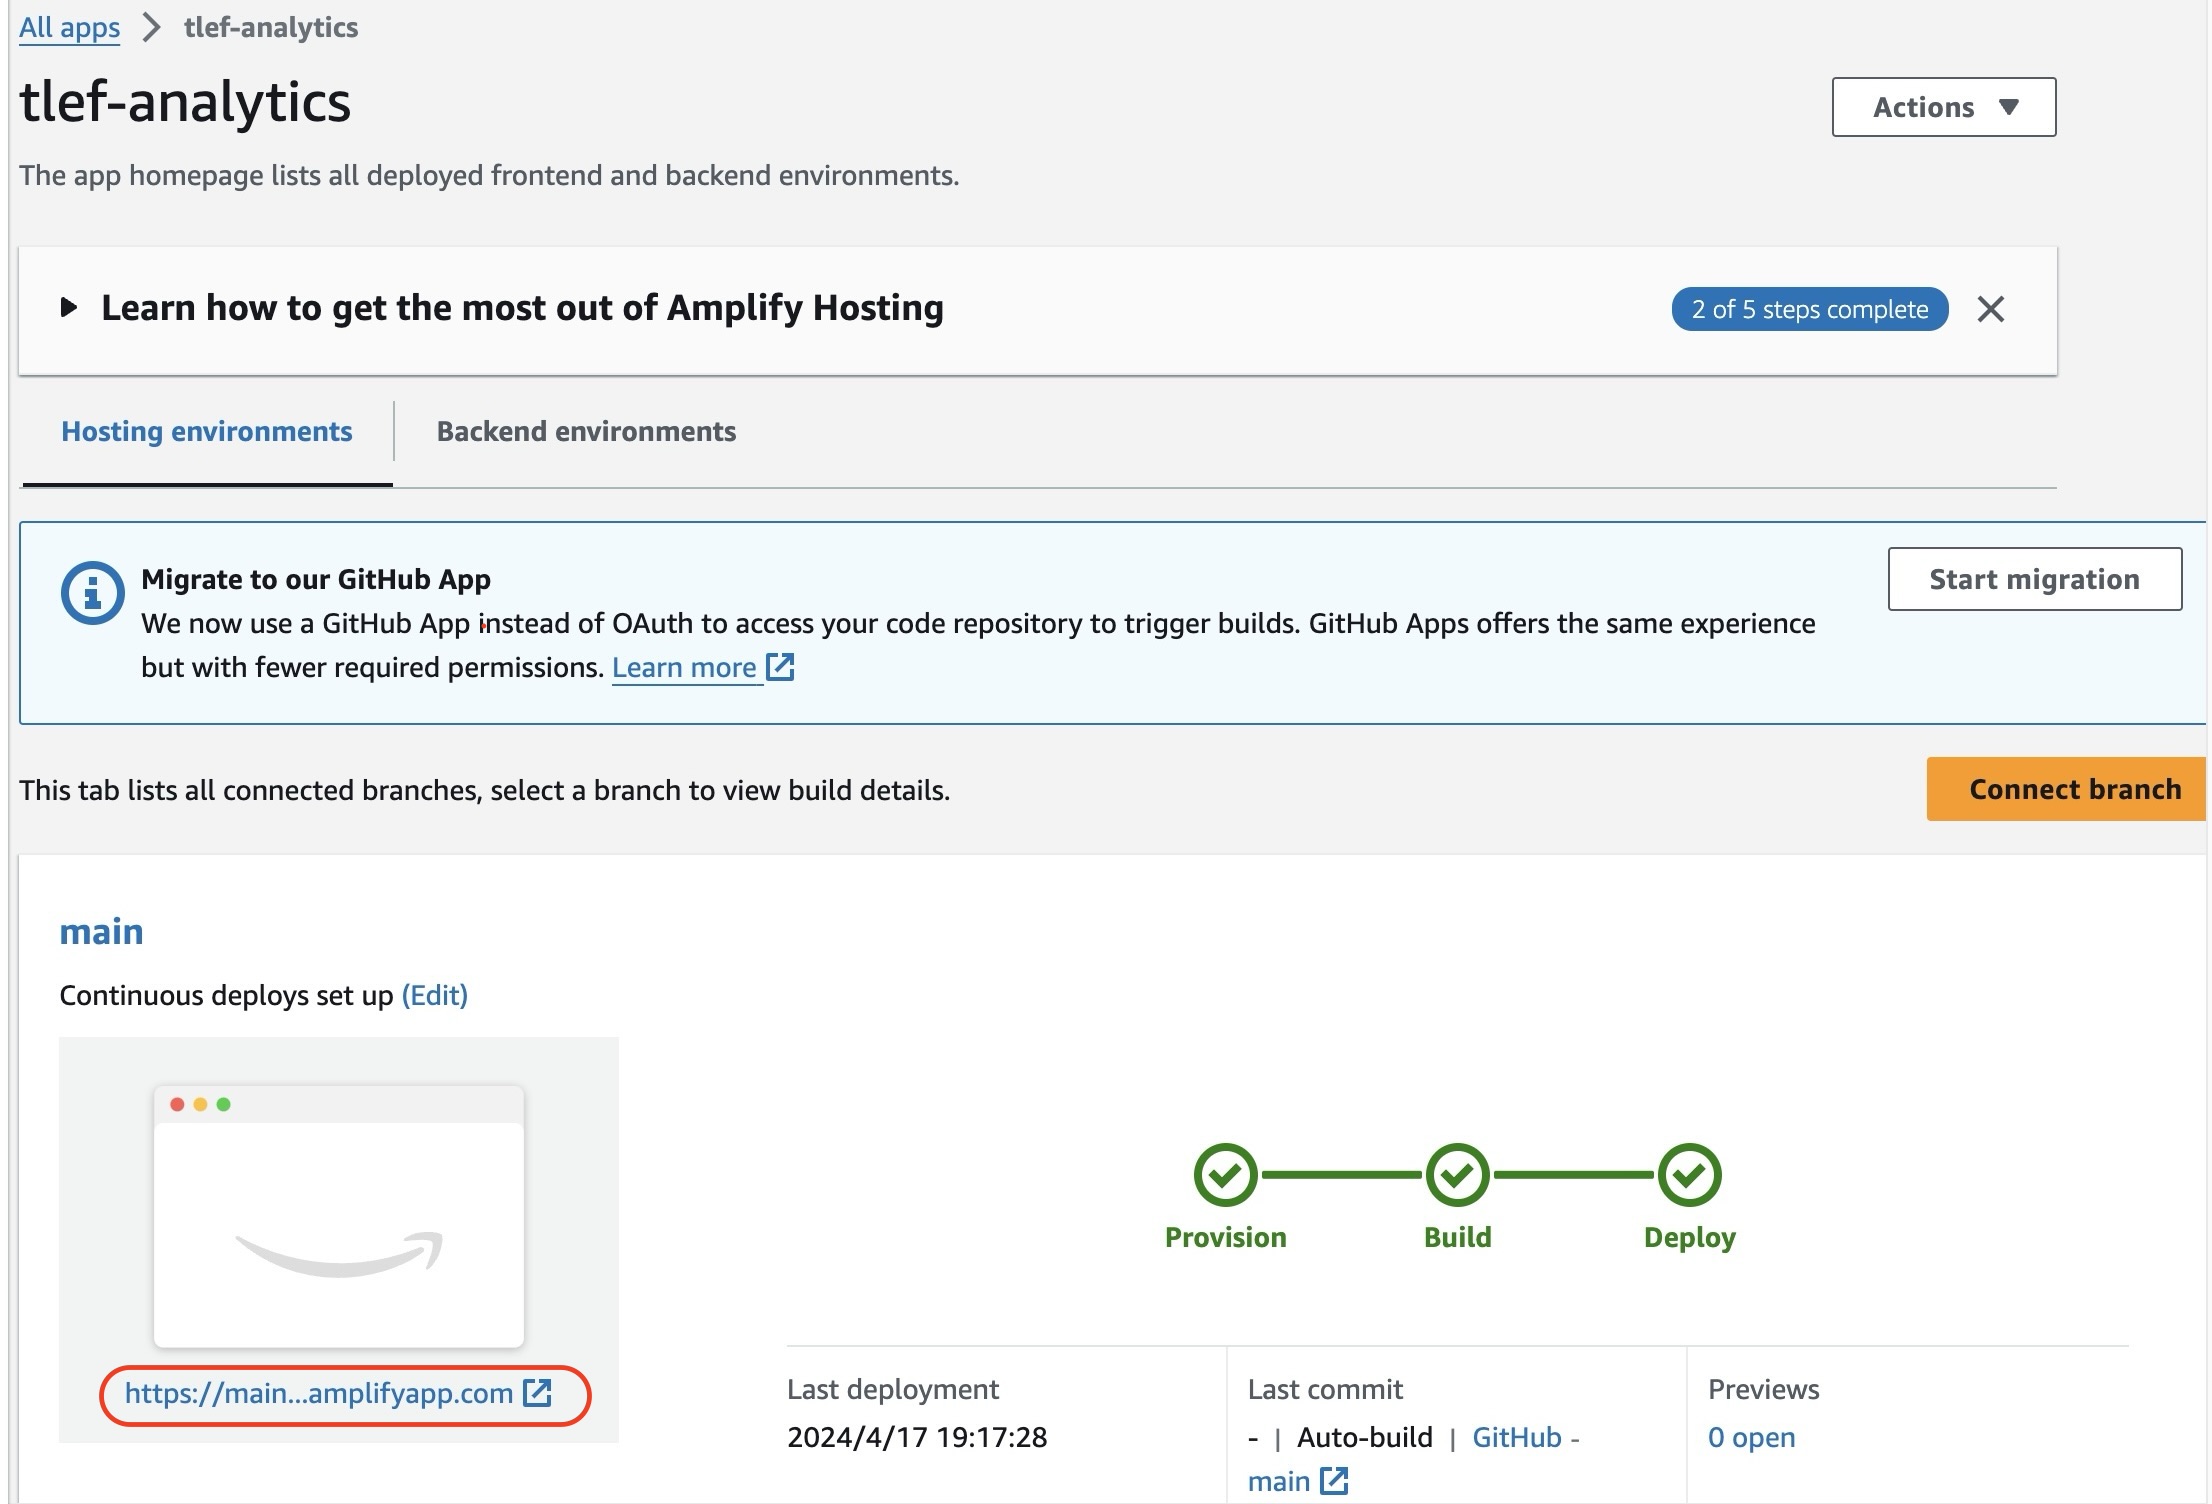 All apps > tlef-analytics
tlef-analytics
Actions
The app homepage lists all deployed frontend and backend environments.
Learn how to get the most out of Amplify Hosting
2 of 5 steps complete
Hosting environments
Backend environments
Migrate to our GitHub App
Start migration
We now use a GitHub App instead of OAuth to access your code repository to trigger builds. GitHub Apps offers the same experience
but with fewer required permissions. Learn more
This tab lists all connected branches, select a branch to view build details.
Connect branch
main
Continuous deploys set up (Edit)
Provision
Build
Deploy
https://main...amplifyapp.com
Last deployment
2024/4/17 19:17:28
Last commit
- | Auto-build | GitHub -
main
Previews
0 open